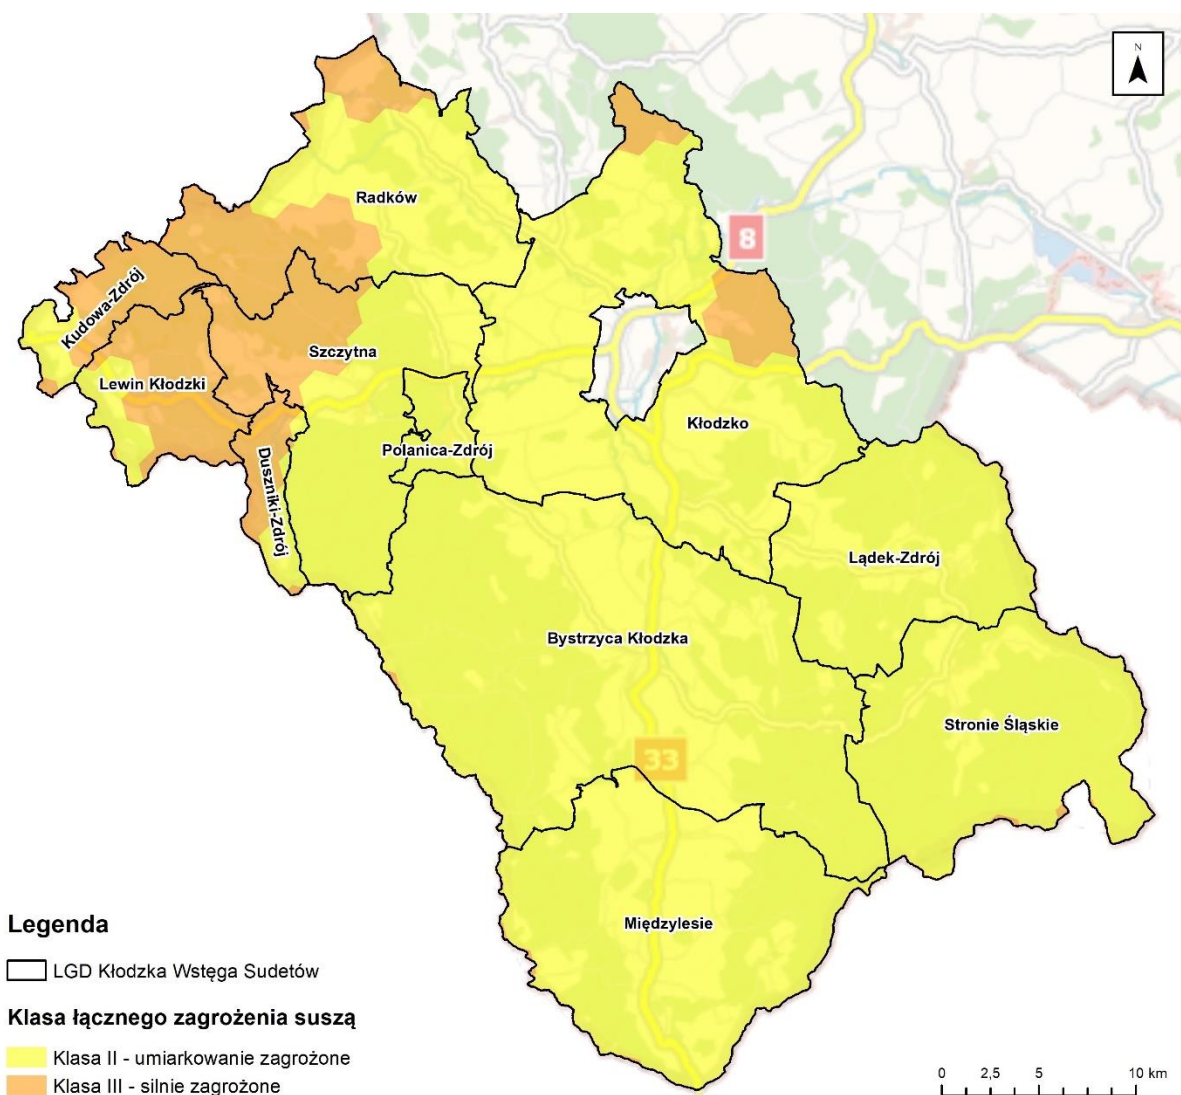 N
Radków
8
Kudowa-Zdrój
Szczytna
Lewin Kłodzki
Kłodzko
Polanica-Zdrój
Duszniki-Zdrój
Lądek-Zdrój
Bystrzyca Kłodzka
Stronie Śląskie
33
Międzylesie
Legenda
LGD Kłodzka Wstęga Sudetów
Klasa łącznego zagrożenia suszą
Klasa II - umiarkowanie zagrożone
Klasa III - silnie zagrożone
0 2,5 5 10 km